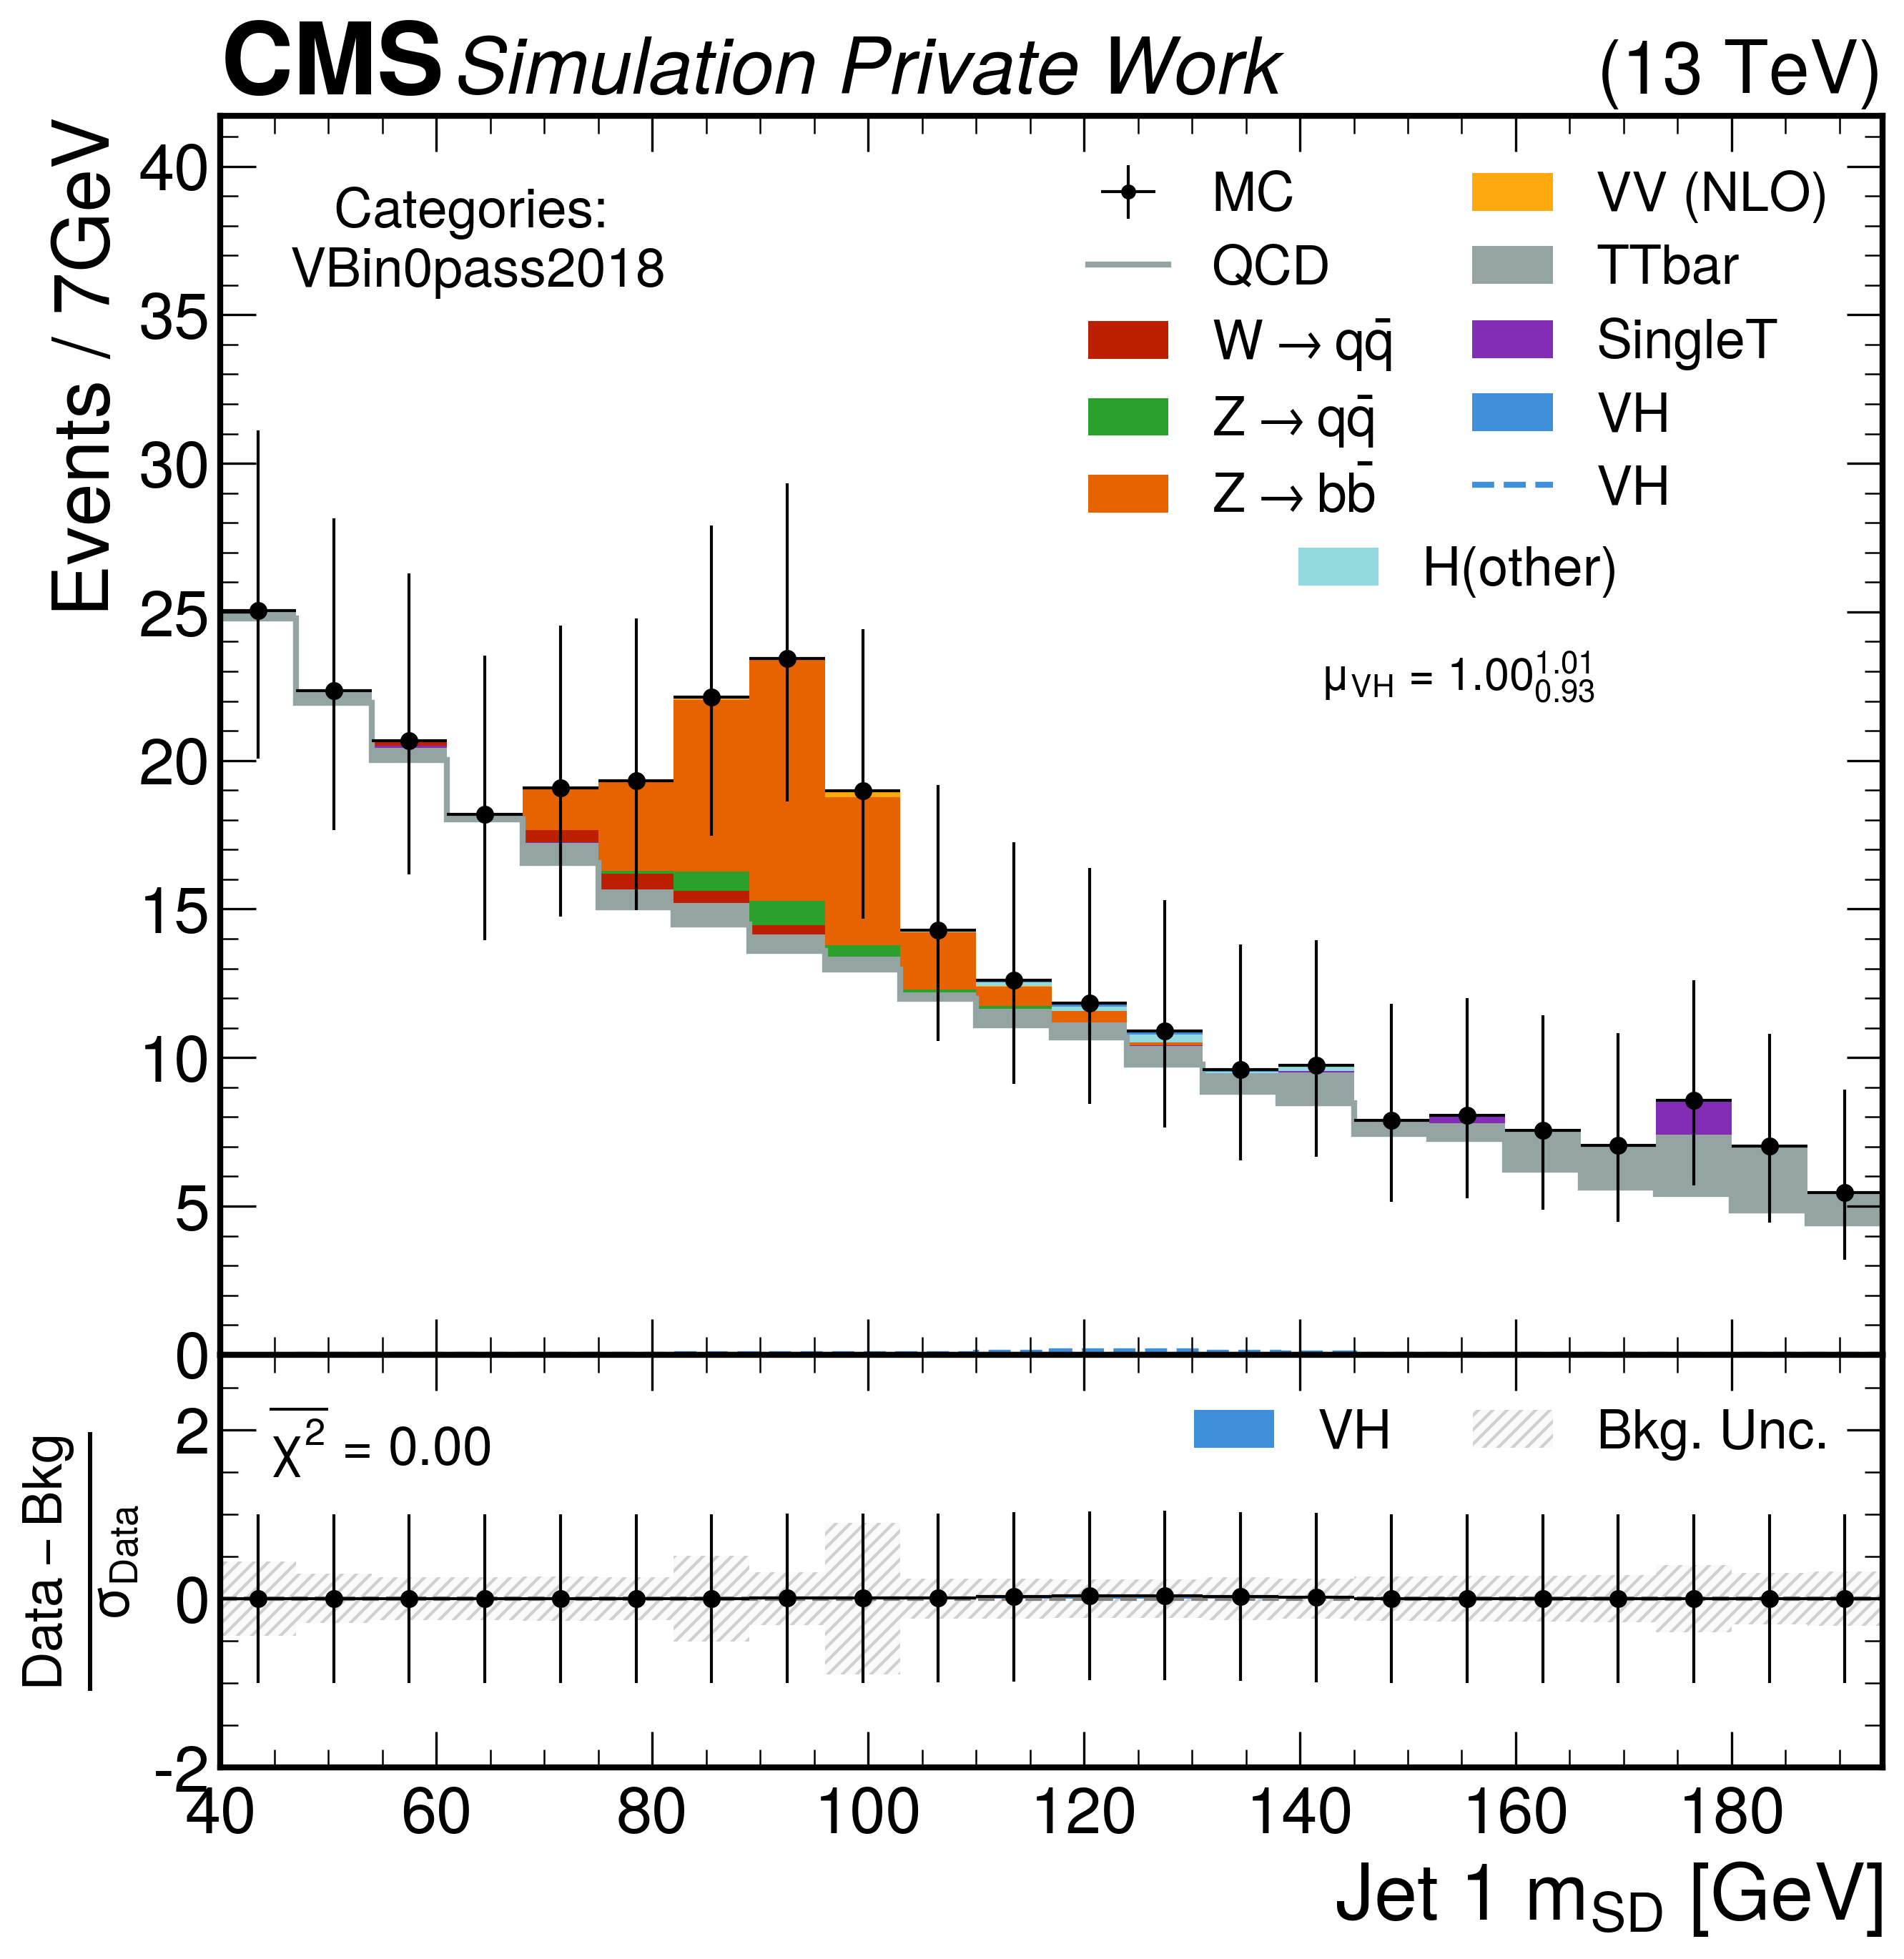 CMS Simulation Private Work (13 TeV)
Events / 7GeV
40
35
30
25
20
15
10
5
0
Categories:
VBin0pass2018
MC
QCD
W → qq̄
Z → qq̄
Z → bb̄
VV (NLO)
TTbar
SingleT
VH
VH
H(other)
μ_VH = 1.00^1.01_0.93
Data − Bkg
σ_Data
2
0
-2
χ² = 0.00
VH
Bkg. Unc.
40 60 80 100 120 140 160 180
Jet 1 m_SD [GeV]